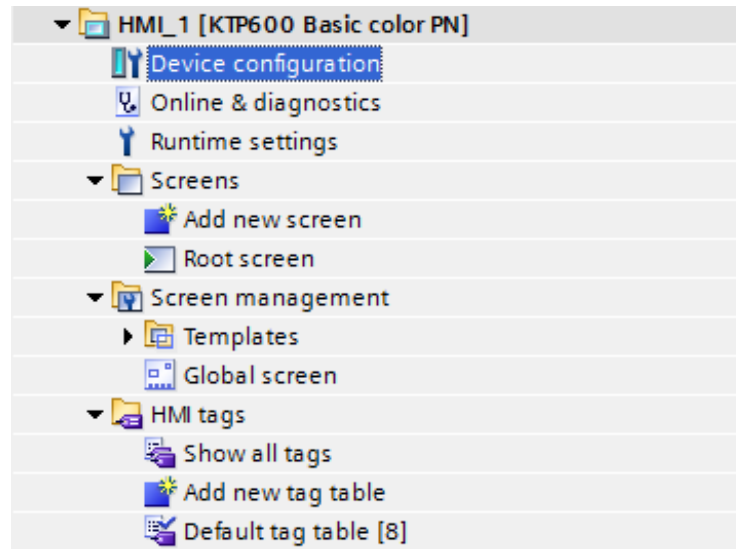 HMI_1 [KTP600 Basic color PN]
Device configuration
Online & diagnostics
Runtime settings
Screens
Add new screen
Root screen
Screen management
Templates
Global screen
HMI tags
Show all tags
Add new tag table
Default tag table [8]